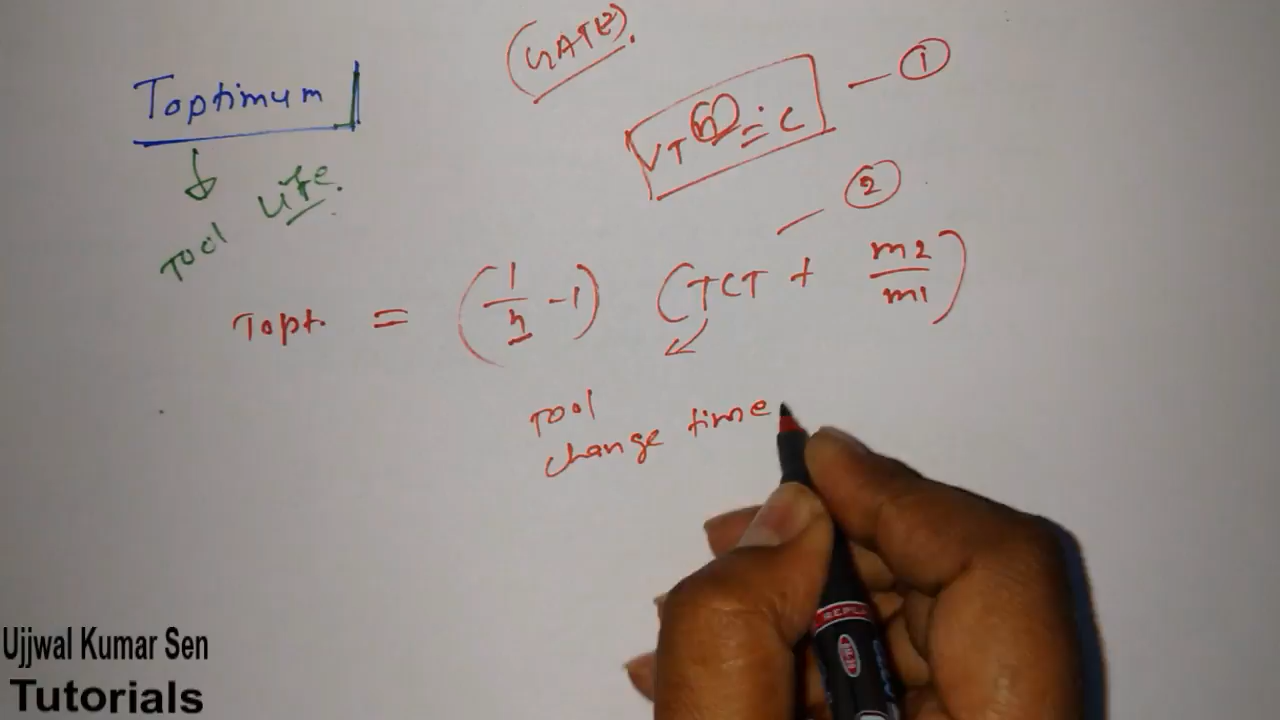 (GATE).
Toptimum
VTⁿ = C — ①
Tool Life.
②
Topt. = (1/n - 1) (TCT + m2/m1)
Tool
change time
REPLA
Ujjwal Kumar Sen
Tutorials